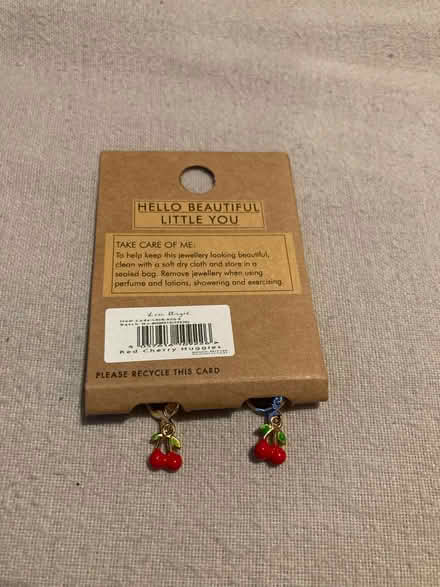 HELLO BEAUTIFUL
LITTLE YOU
TAKE CARE OF ME:
To help keep this jewellery looking beautiful,
clean with a soft dry cloth and store in a
sealed bag. Remove jewellery when using
perfume and lotions, showering and exercising.
Lisa Angel
Red Cherry Huggies
PLEASE RECYCLE THIS CARD